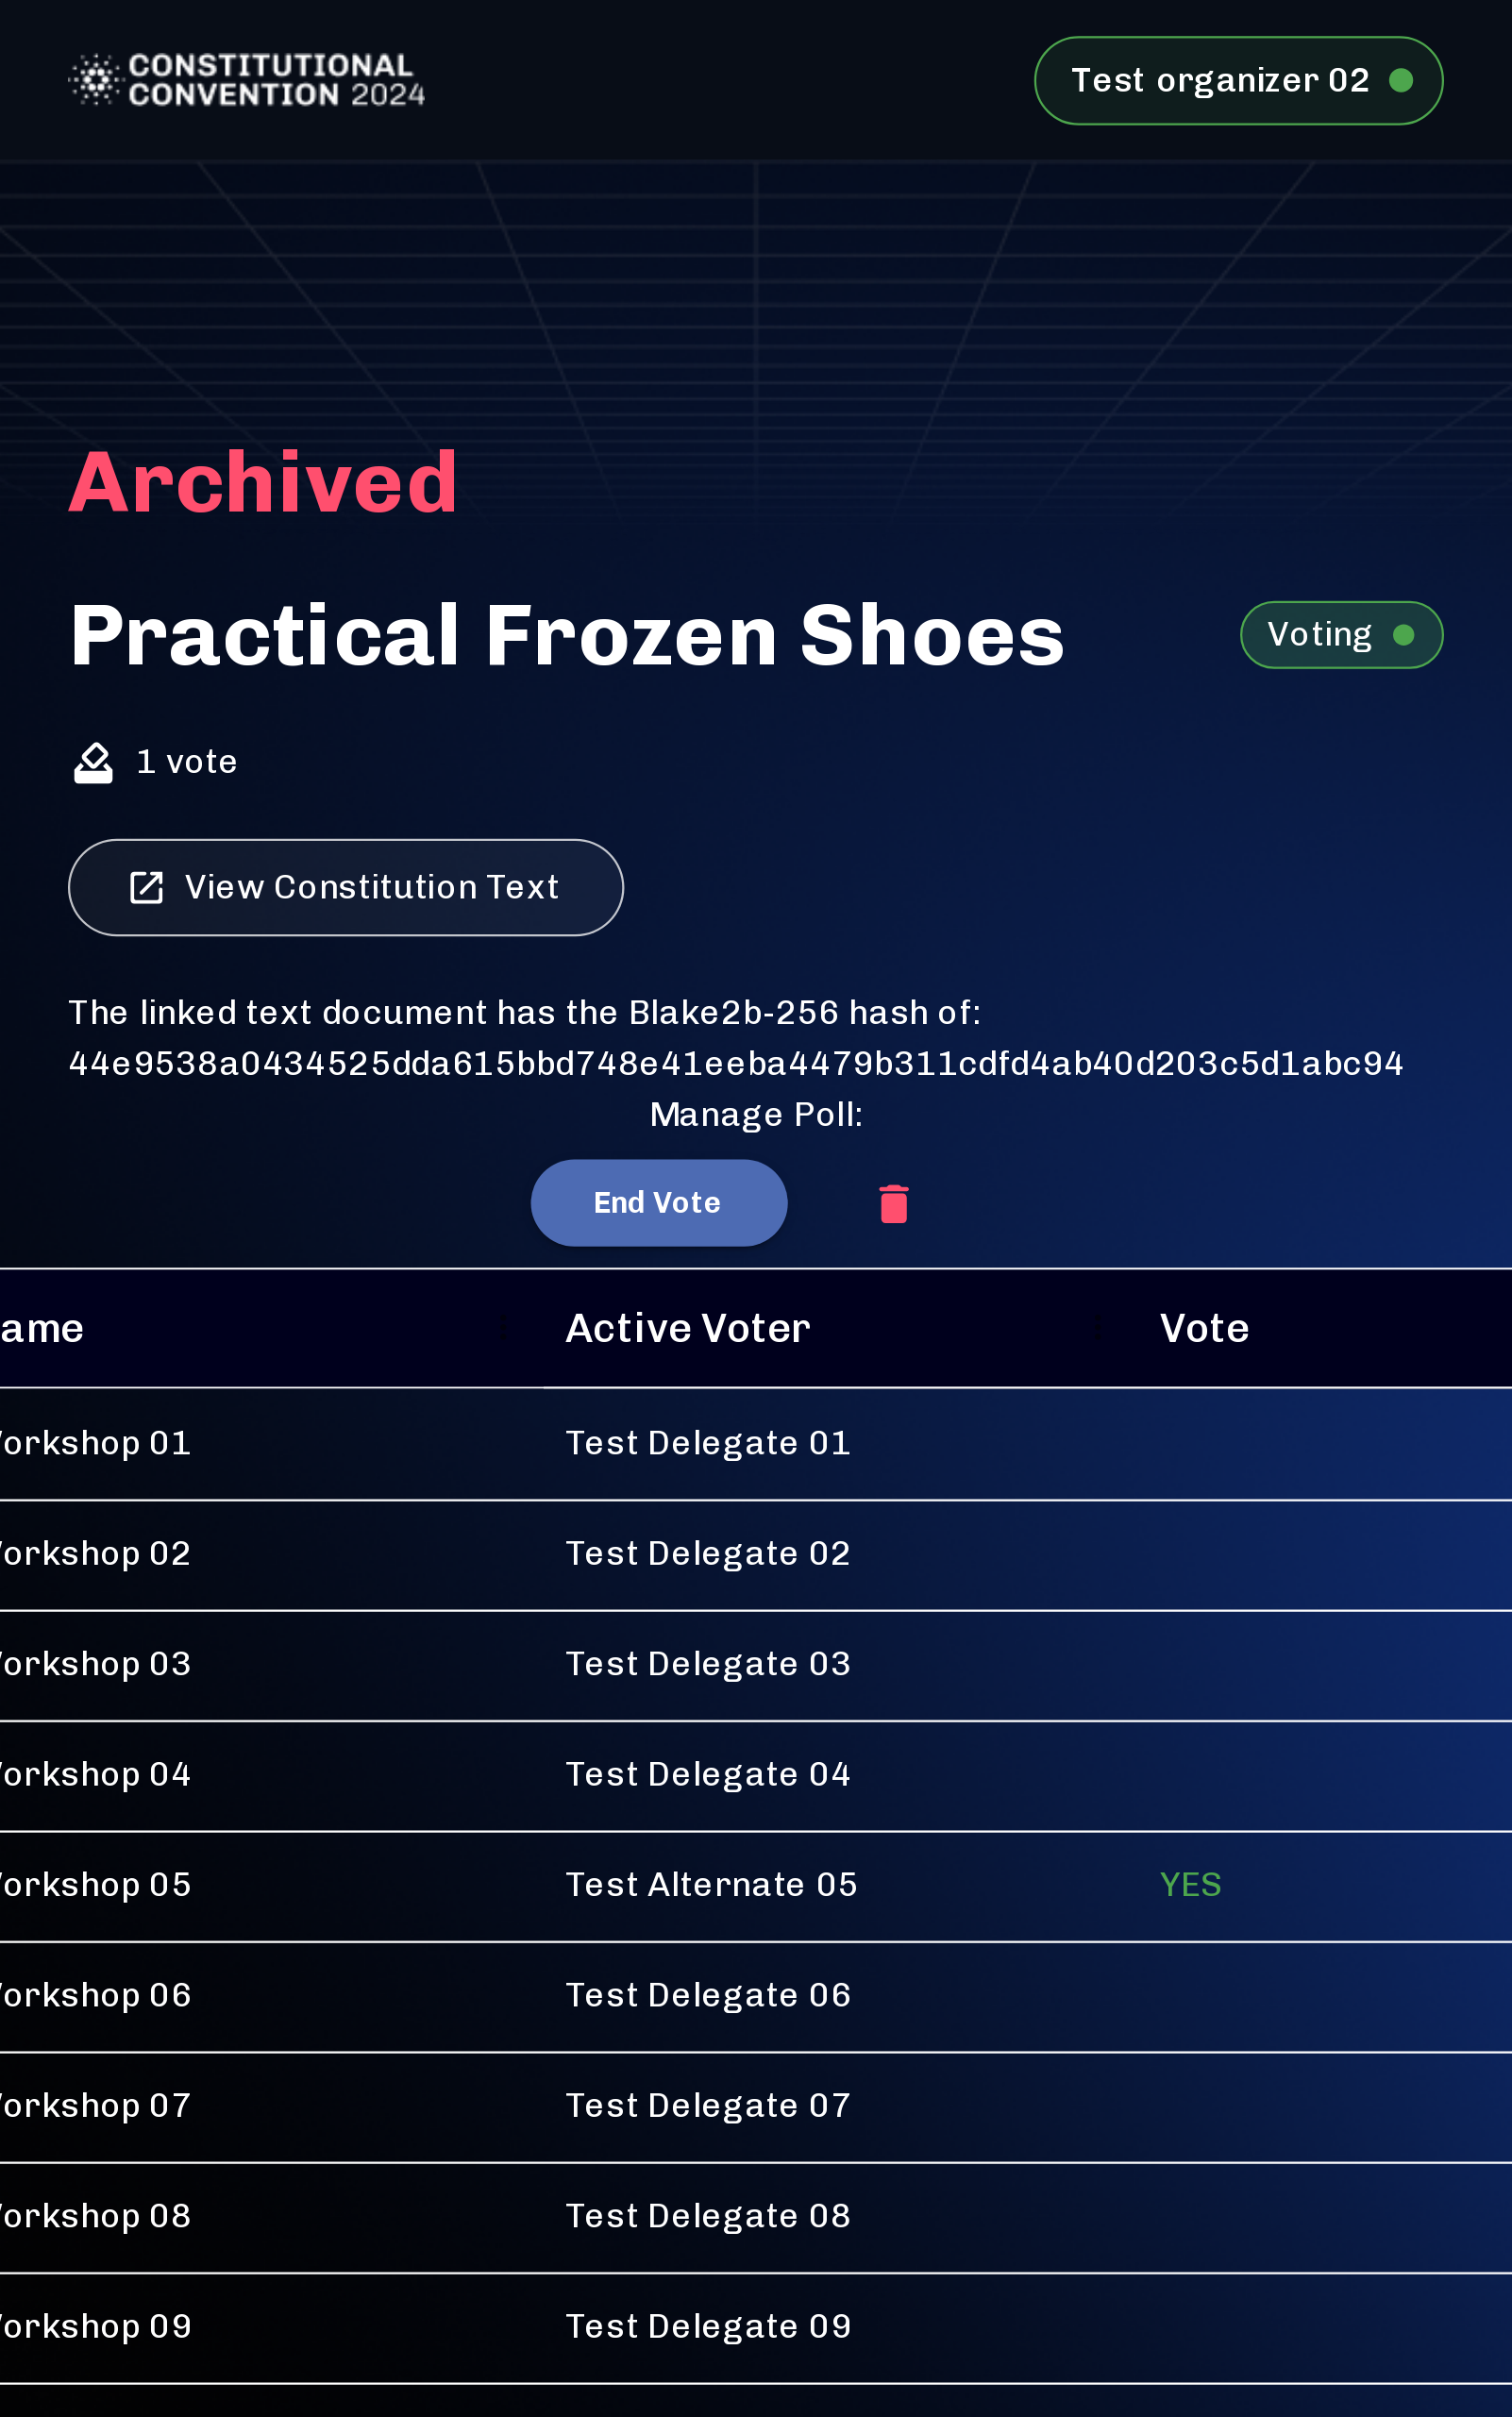 CONSTITUTIONAL
CONVENTION 2024
Test organizer 02
Archived
Practical Frozen Shoes
Voting
1 vote
View Constitution Text
The linked text document has the Blake2b-256 hash of:
44e9538a0434525dda615bbd748e41eeba4479b311cdfd4ab40d203c5d1abc94
Manage Poll:
End Vote
ame Active Voter Vote
orkshop 01 Test Delegate 01
orkshop 02 Test Delegate 02
orkshop 03 Test Delegate 03
orkshop 04 Test Delegate 04
orkshop 05 Test Alternate 05 YES
orkshop 06 Test Delegate 06
orkshop 07 Test Delegate 07
orkshop 08 Test Delegate 08
orkshop 09 Test Delegate 09